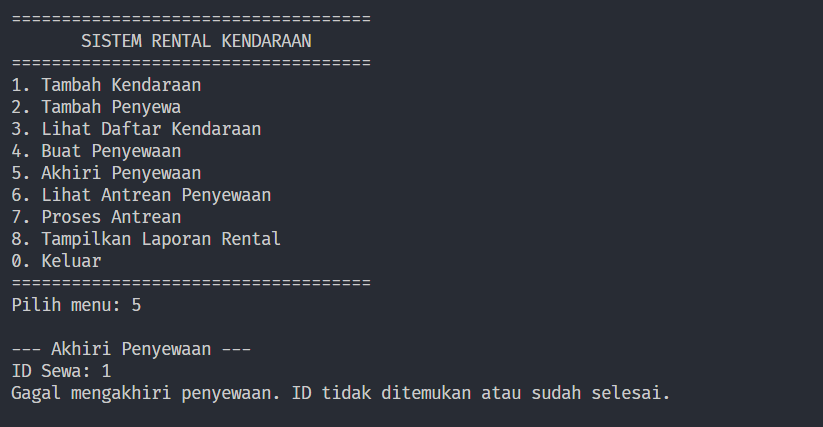 ====================================
SISTEM RENTAL KENDARAAN
====================================
1. Tambah Kendaraan
2. Tambah Penyewa
3. Lihat Daftar Kendaraan
4. Buat Penyewaan
5. Akhiri Penyewaan
6. Lihat Antrean Penyewaan
7. Proses Antrean
8. Tampilkan Laporan Rental
0. Keluar
====================================
Pilih menu: 5
--- Akhiri Penyewaan ---
ID Sewa: 1
Gagal mengakhiri penyewaan. ID tidak ditemukan atau sudah selesai.